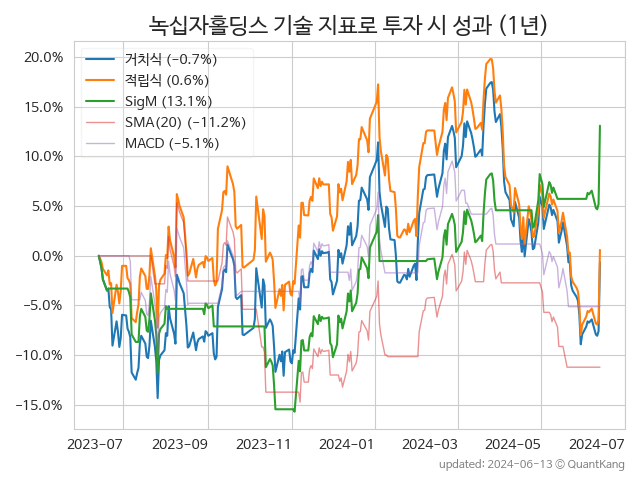 녹십자홀딩스 기술 지표로 투자 시 성과 (1년)
거치식 (−0.7%)
적립식 (0.6%)
SigM (13.1%)
SMA(20) (−11.2%)
MACD (−5.1%)
20.0%
15.0%
10.0%
5.0%
0.0%
−5.0%
−10.0%
−15.0%
2023-07 2023-09 2023-11 2024-01 2024-03 2024-05 2024-07
updated: 2024-06-13 © QuantKang